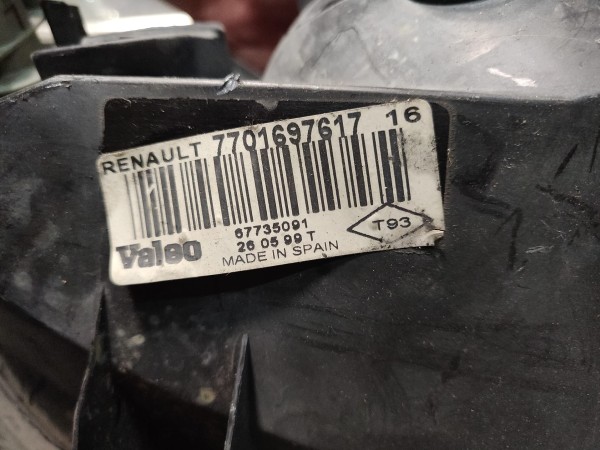 RENAULT 7701697617 16
67735091
Valeo 26 05 99 T
MADE IN SPAIN
T93